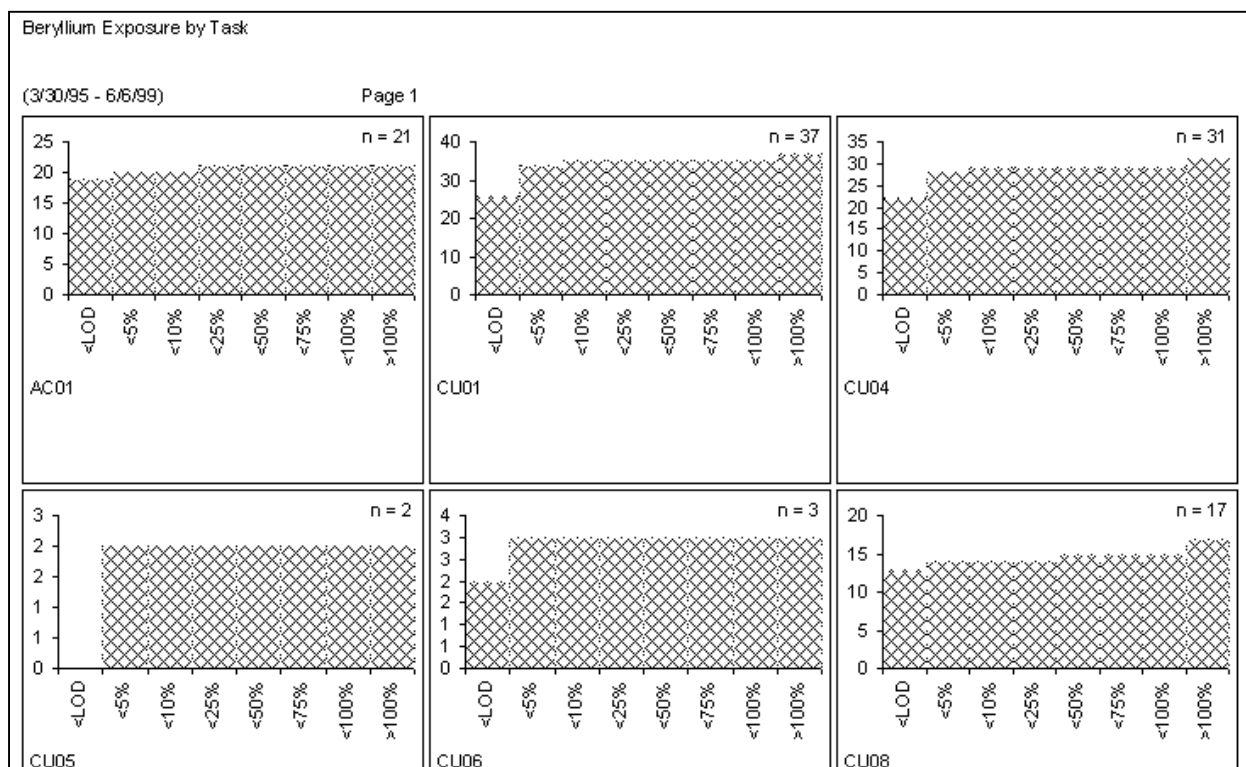 Beryllium Exposure by Task
(3/30/95 - 6/6/99) Page 1
n = 21
25
20
15
10
5
0
<LOD <5% <10% <25% <50% <75% <100% >100%
AC01
n = 37
40
30
20
10
0
<LOD <5% <10% <25% <50% <75% <100% >100%
CU01
n = 31
35
30
25
20
15
10
5
0
<LOD <5% <10% <25% <50% <75% <100% >100%
CU04
n = 2
3
2
2
1
1
0
<LOD <5% <10% <25% <50% <75% <100% >100%
CU05
n = 3
4
3
3
2
2
1
1
0
<LOD <5% <10% <25% <50% <75% <100% >100%
CU06
n = 17
20
15
10
5
0
<LOD <5% <10% <25% <50% <75% <100% >100%
CU08